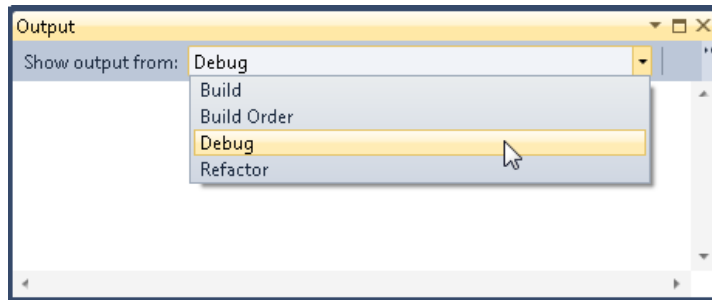 Output
Show output from: Debug
Build
Build Order
Debug
Refactor